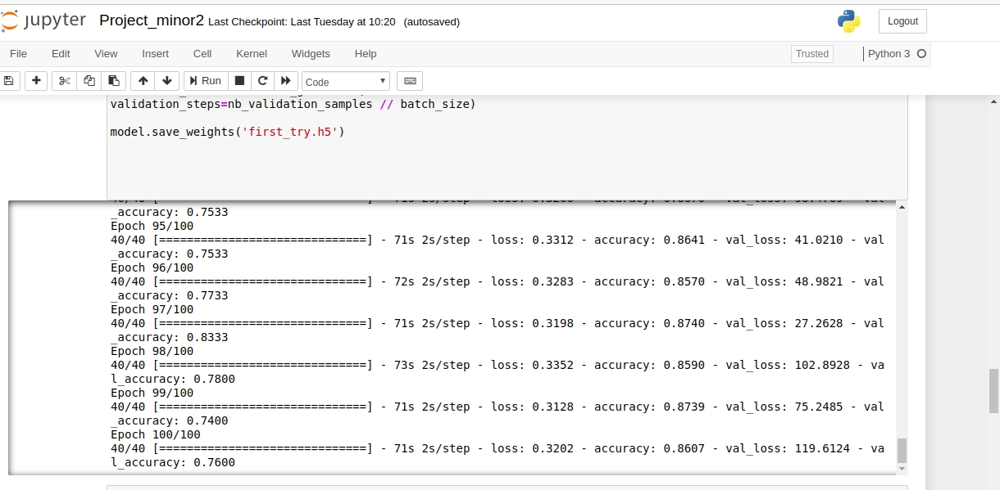 jupyter Project_minor2 Last Checkpoint: Last Tuesday at 10:20 (autosaved)
Logout
File Edit View Insert Cell Kernel Widgets Help
Trusted
Python 3
Run
Code
validation_steps=nb_validation_samples // batch_size)
model.save_weights('first_try.h5')
_accuracy: 0.7533
Epoch 95/100
40/40 [==============================] - 71s 2s/step - loss: 0.3312 - accuracy: 0.8641 - val_loss: 41.0210 - val
_accuracy: 0.7533
Epoch 96/100
40/40 [==============================] - 72s 2s/step - loss: 0.3283 - accuracy: 0.8570 - val_loss: 48.9821 - val
_accuracy: 0.7733
Epoch 97/100
40/40 [==============================] - 71s 2s/step - loss: 0.3198 - accuracy: 0.8740 - val_loss: 27.2628 - val
_accuracy: 0.8333
Epoch 98/100
40/40 [==============================] - 73s 2s/step - loss: 0.3352 - accuracy: 0.8590 - val_loss: 102.8928 - va
l_accuracy: 0.7800
Epoch 99/100
40/40 [==============================] - 71s 2s/step - loss: 0.3128 - accuracy: 0.8739 - val_loss: 75.2485 - val
_accuracy: 0.7400
Epoch 100/100
40/40 [==============================] - 71s 2s/step - loss: 0.3202 - accuracy: 0.8607 - val_loss: 119.6124 - va
l_accuracy: 0.7600